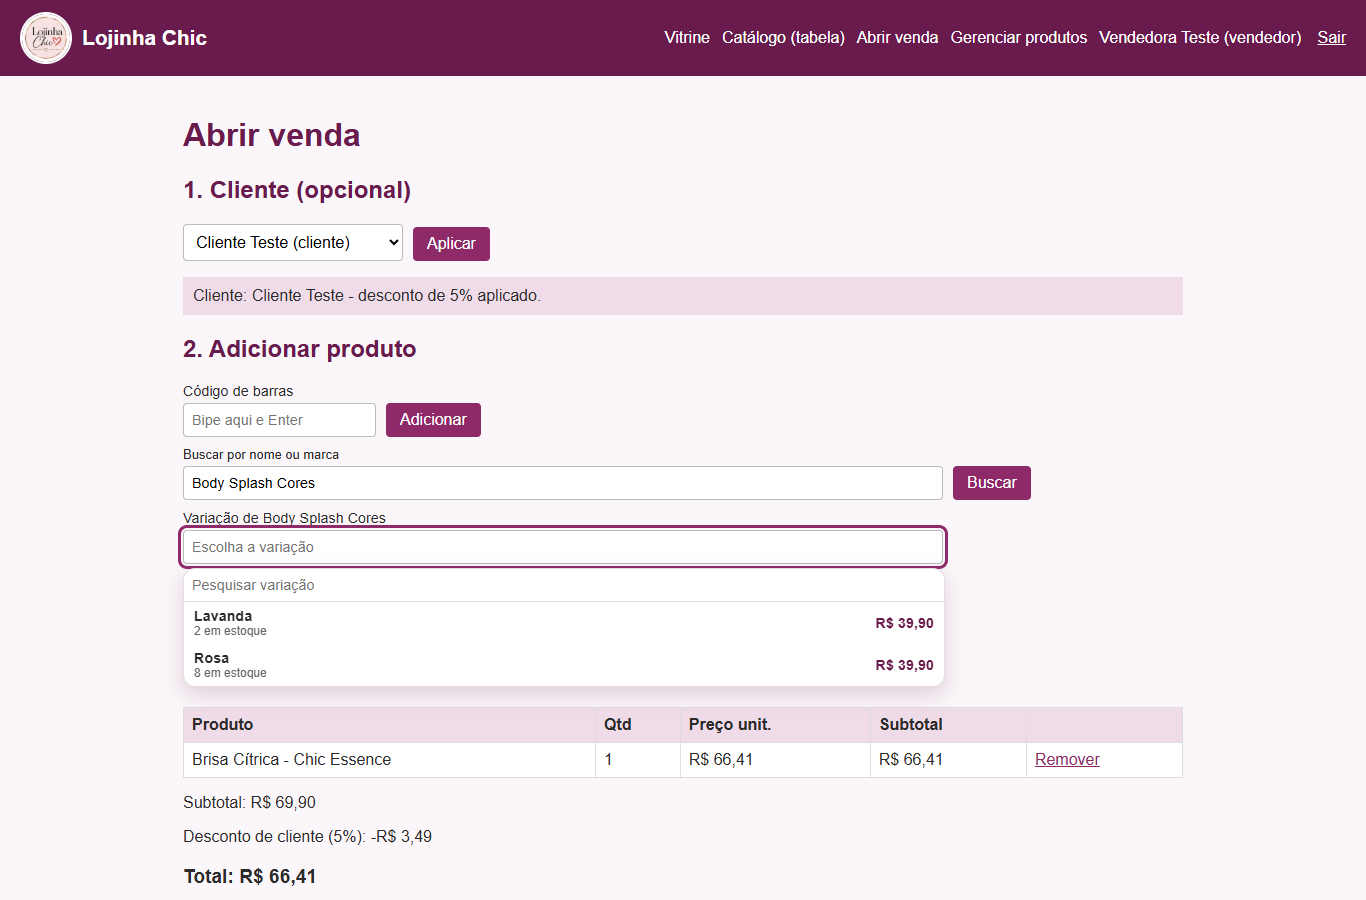 Lojinha Chic
Lojinha Chic
Vitrine Catálogo (tabela) Abrir venda Gerenciar produtos Vendedora Teste (vendedor) Sair
Abrir venda
1. Cliente (opcional)
Cliente Teste (cliente) Aplicar
Cliente: Cliente Teste - desconto de 5% aplicado.
2. Adicionar produto
Código de barras
Bipe aqui e Enter Adicionar
Buscar por nome ou marca
Body Splash Cores Buscar
Variação de Body Splash Cores
Escolha a variação
Pesquisar variação
Lavanda
2 em estoque
R$ 39,90
Rosa
8 em estoque
R$ 39,90
Produto Qtd Preço unit. Subtotal
Brisa Cítrica - Chic Essence 1 R$ 66,41 R$ 66,41 Remover
Subtotal: R$ 69,90
Desconto de cliente (5%): -R$ 3,49
Total: R$ 66,41